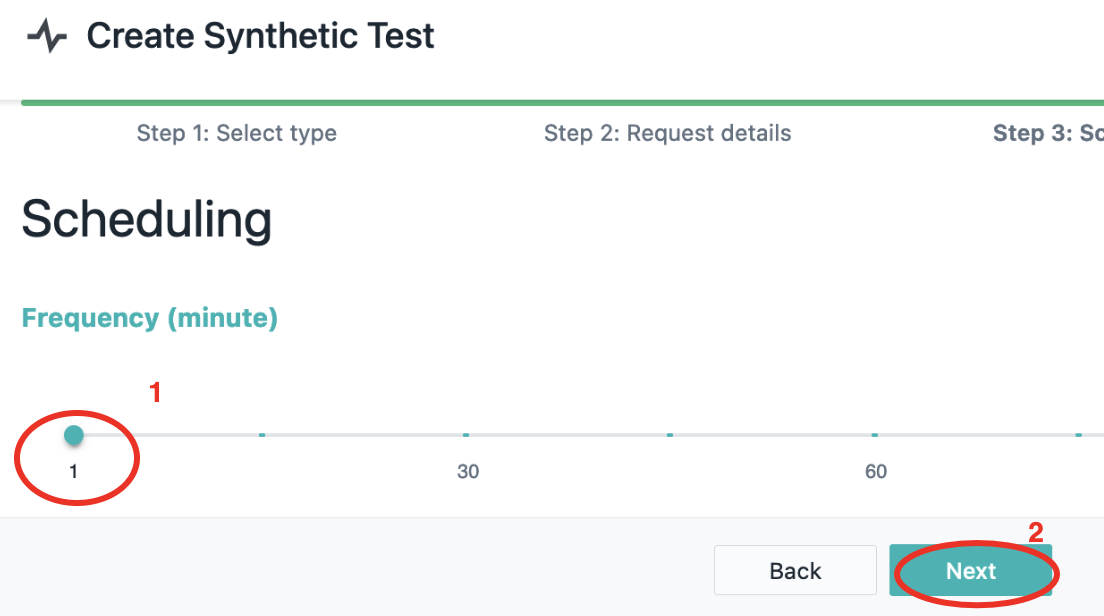 Create Synthetic Test
Step 1: Select type
Step 2: Request details
Step 3: Sc
Scheduling
Frequency (minute)
1
1
30
60
2
Back
Next